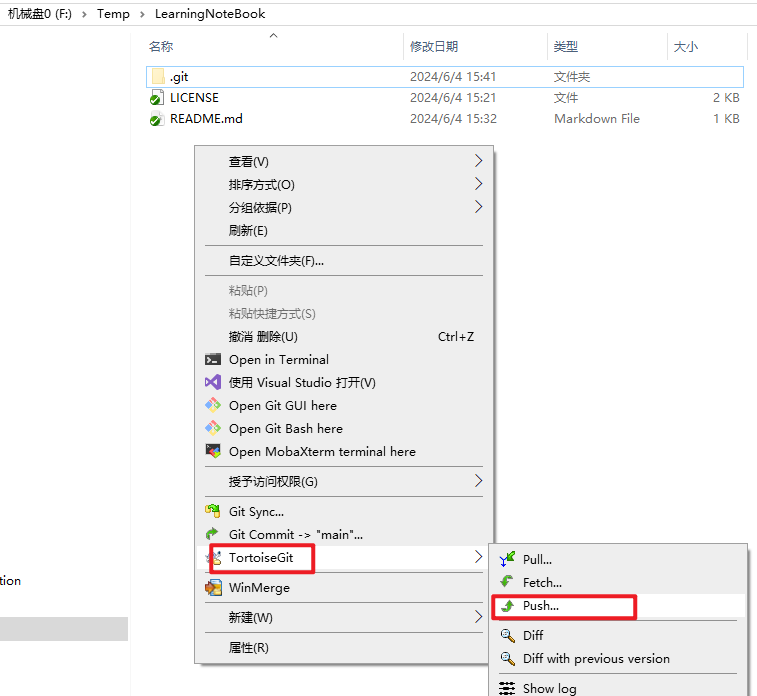 机械盘0 (F:) > Temp > LearningNoteBook
名称 修改日期 类型 大小
.git 2024/6/4 15:41 文件夹
LICENSE 2024/6/4 15:21 文件 2 KB
README.md 2024/6/4 15:32 Markdown File 1 KB
查看(V)
排序方式(O)
分组依据(P)
刷新(E)
自定义文件夹(F)...
粘贴(P)
粘贴快捷方式(S)
撤消 删除(U) Ctrl+Z
Open in Terminal
使用 Visual Studio 打开(V)
Open Git GUI here
Open Git Bash here
Open MobaXterm terminal here
授予访问权限(G)
Git Sync...
Git Commit -> "main"...
TortoiseGit
WinMerge
新建(W)
属性(R)
Pull...
Fetch...
Push...
Diff
Diff with previous version
Show log
tion